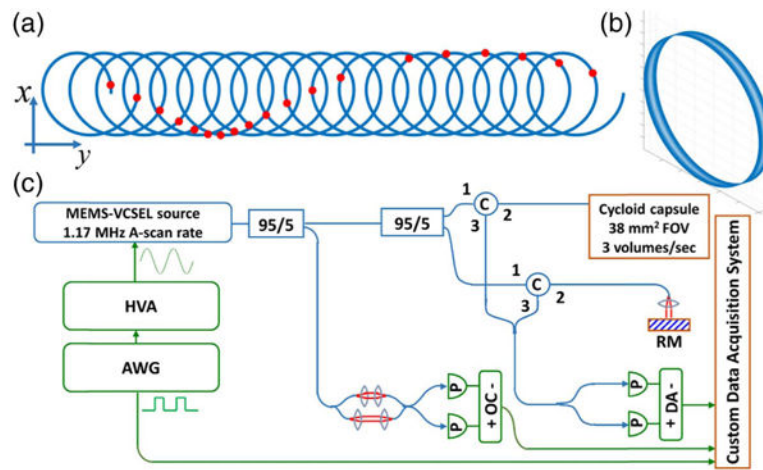 (a)
x
y
(b)
(c)
MEMS-VCSEL source
1.17 MHz A-scan rate
95/5
95/5
1
C
2
3
Cycloid capsule
38 mm² FOV
3 volumes/sec
1
C
2
3
RM
HVA
AWG
P
P
+ OC -
P
P
+ DA -
Custom Data Acquisition System